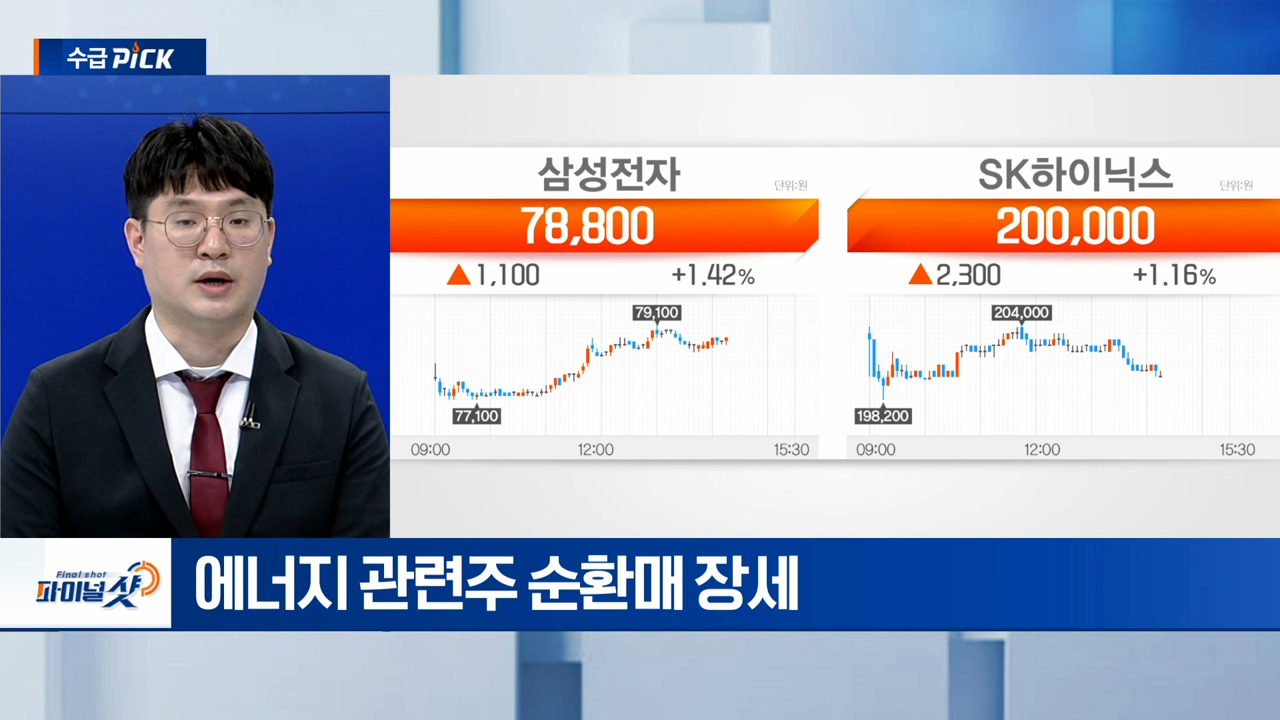 수급 PiCK
삼성전자
단위:원
78,800
▲1,100 +1.42%
79,100
77,100
09:00 12:00 15:30
SK하이닉스
단위:원
200,000
▲2,300 +1.16%
204,000
198,200
09:00 12:00 15:30
Final shot
파이널샷
에너지 관련주 순환매 장세